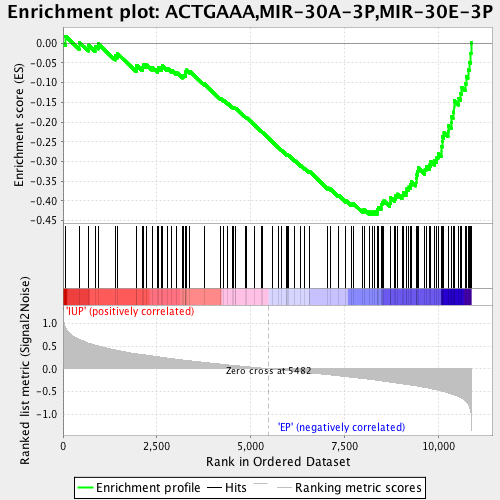 Enrichment plot: ACTGAAA,MIR-30A-3P,MIR-30E-3P
Enrichment score (ES)
0.00
-0.05
-0.10
-0.15
-0.20
-0.25
-0.30
-0.35
-0.40
-0.45
Ranked list metric (Signal2Noise)
'IUP' (positively correlated)
1.0
0.5
0.0
-0.5
-1.0
Zero cross at 5482
'EP' (negatively correlated)
0 2,500 5,000 7,500 10,000
Rank in Ordered Dataset
Enrichment profile Hits Ranking metric scores